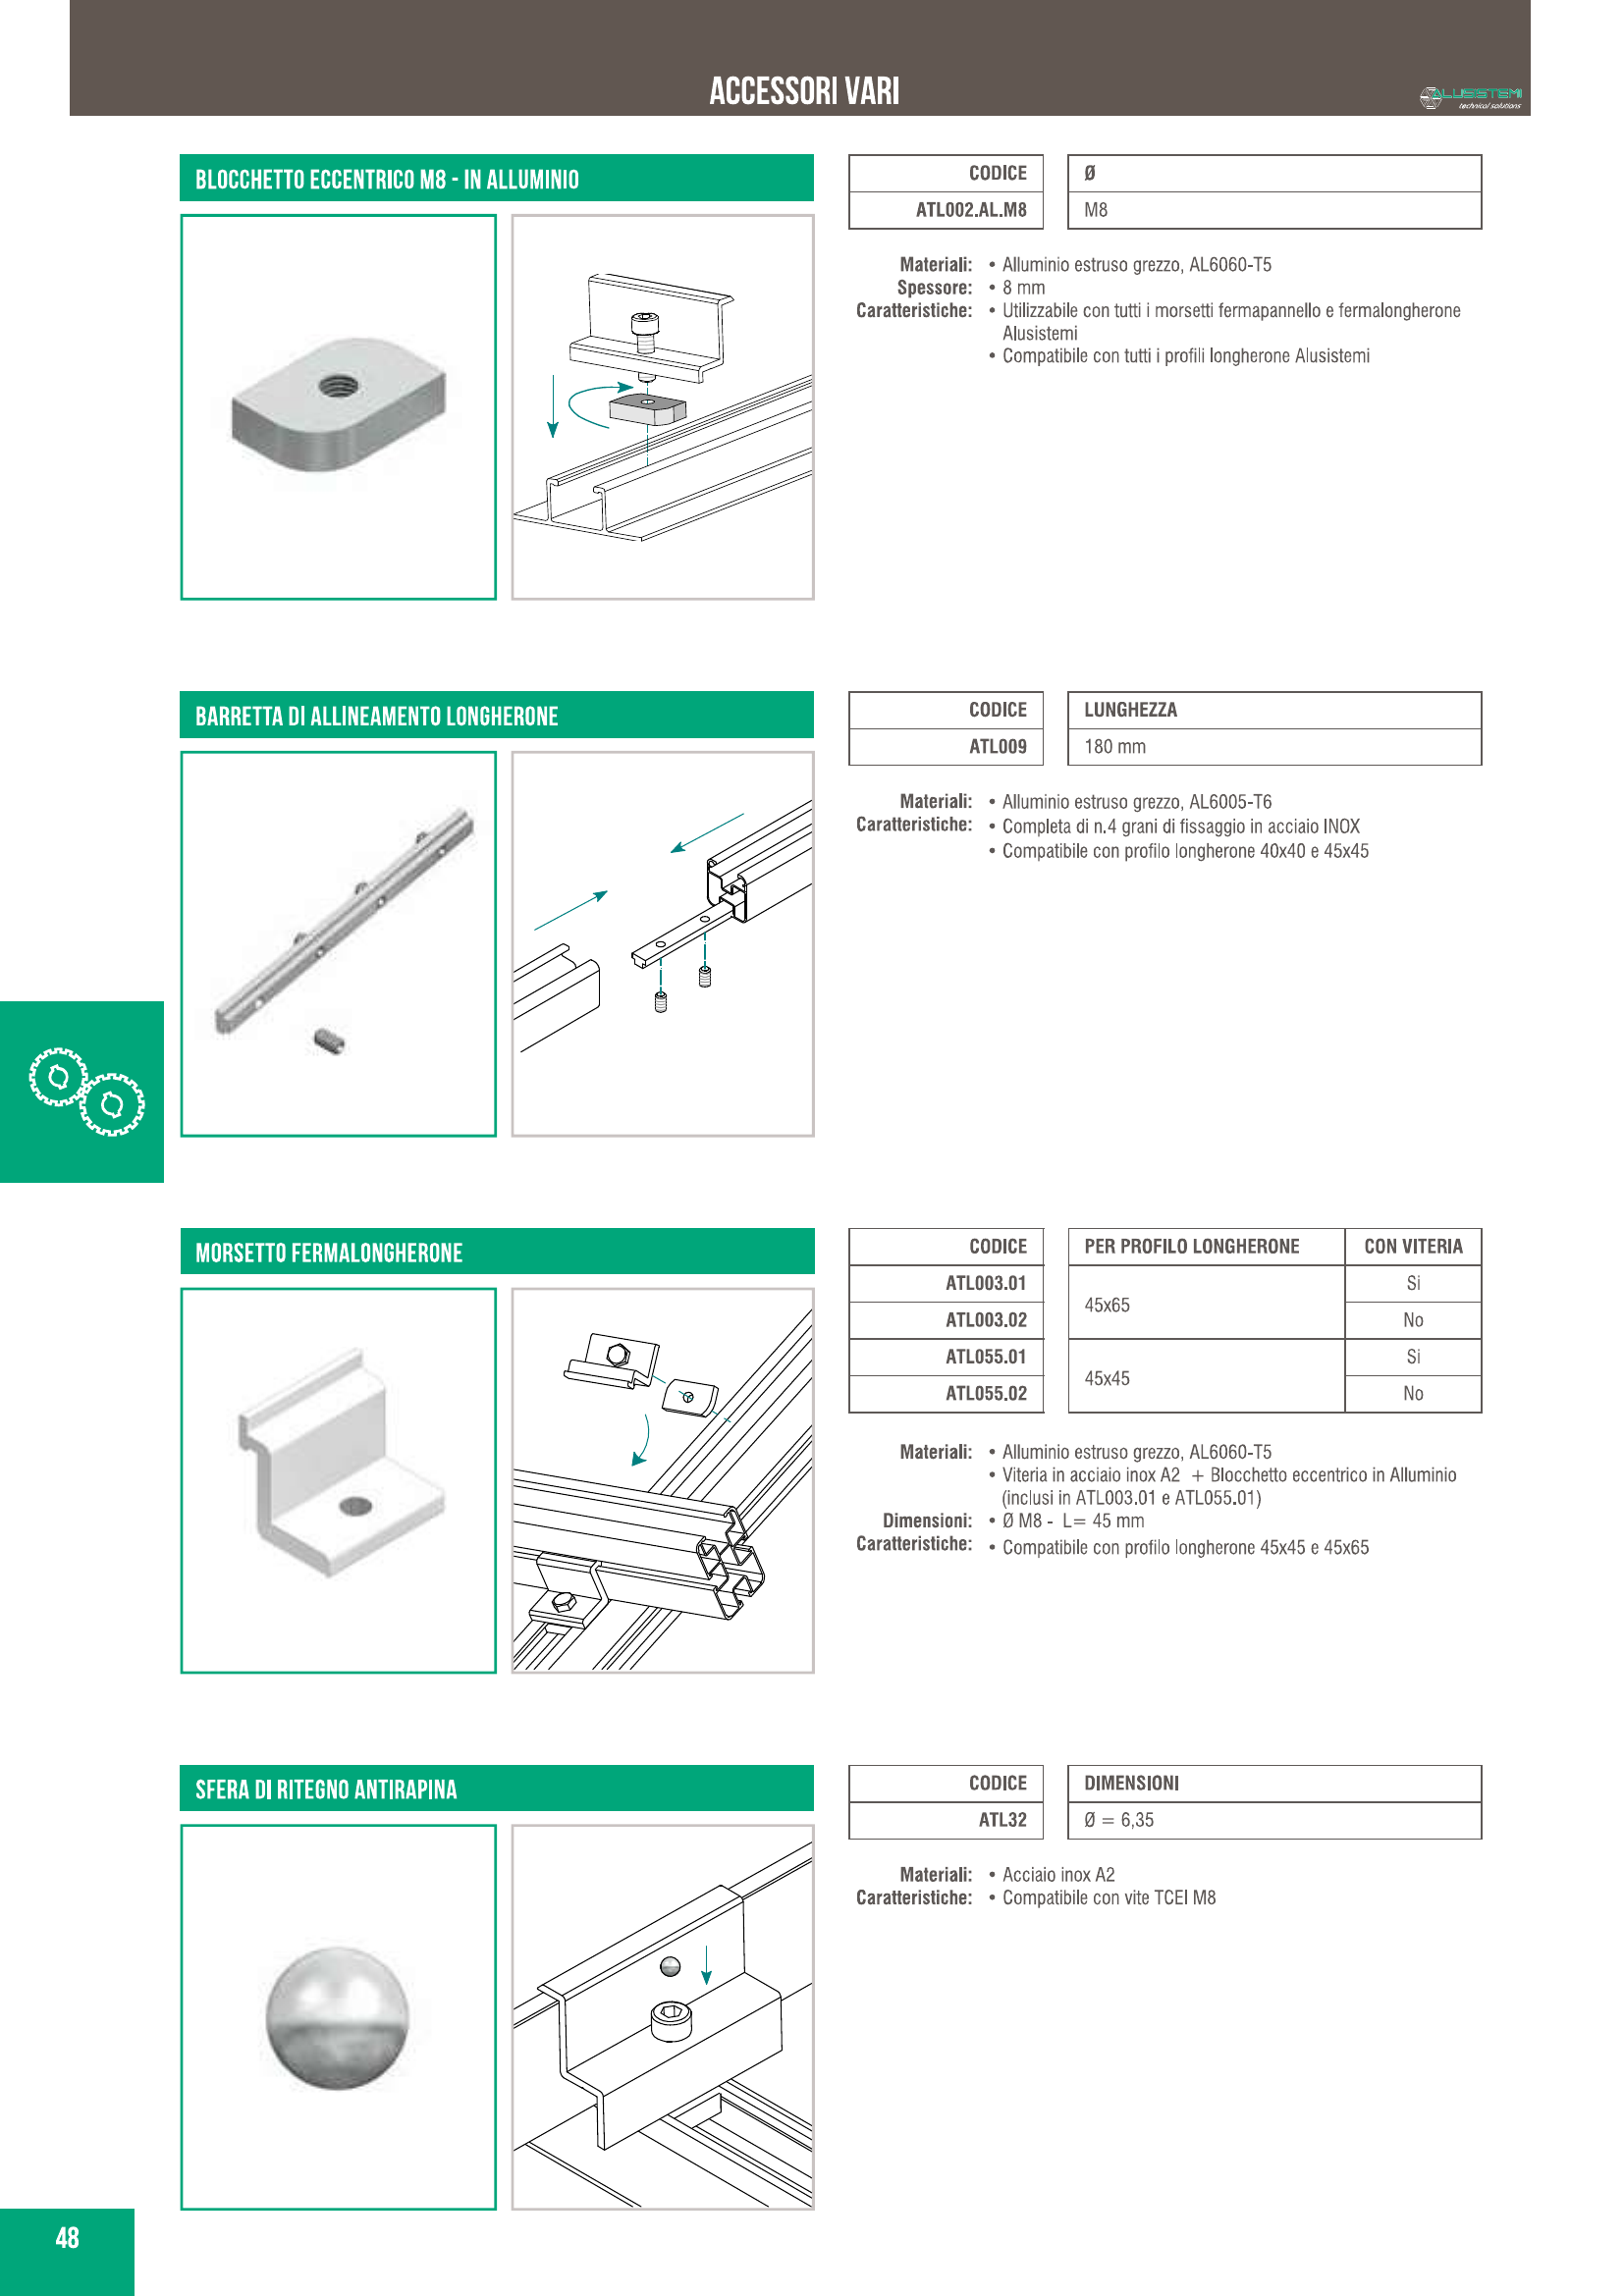 ACCESSORI VARI
ALUSISTEMI
technical solutions
BLOCCHETTO ECCENTRICO M8 - IN ALLUMINIO
CODICE Ø
ATL002.AL.M8 M8
Materiali: • Alluminio estruso grezzo, AL6060-T5
Spessore: • 8 mm
Caratteristiche: • Utilizzabile con tutti i morsetti fermapannello e fermalongherone
Alusistemi
• Compatibile con tutti i profili longherone Alusistemi
BARRETTA DI ALLINEAMENTO LONGHERONE
CODICE LUNGHEZZA
ATL009 180 mm
Materiali: • Alluminio estruso grezzo, AL6005-T6
Caratteristiche: • Completa di n.4 grani di fissaggio in acciaio INOX
• Compatibile con profilo longherone 40x40 e 45x45
MORSETTO FERMALONGHERONE
CODICE PER PROFILO LONGHERONE CON VITERIA
ATL003.01 45x65 Si
ATL003.02 No
ATL055.01 45x45 Si
ATL055.02 No
Materiali: • Alluminio estruso grezzo, AL6060-T5
• Viteria in acciaio inox A2 + Blocchetto eccentrico in Alluminio
(inclusi in ATL003.01 e ATL055.01)
Dimensioni: • Ø M8 - L= 45 mm
Caratteristiche: • Compatibile con profilo longherone 45x45 e 45x65
SFERA DI RITEGNO ANTIRAPINA
CODICE DIMENSIONI
ATL32 Ø = 6,35
Materiali: • Acciaio inox A2
Caratteristiche: • Compatibile con vite TCEI M8
48